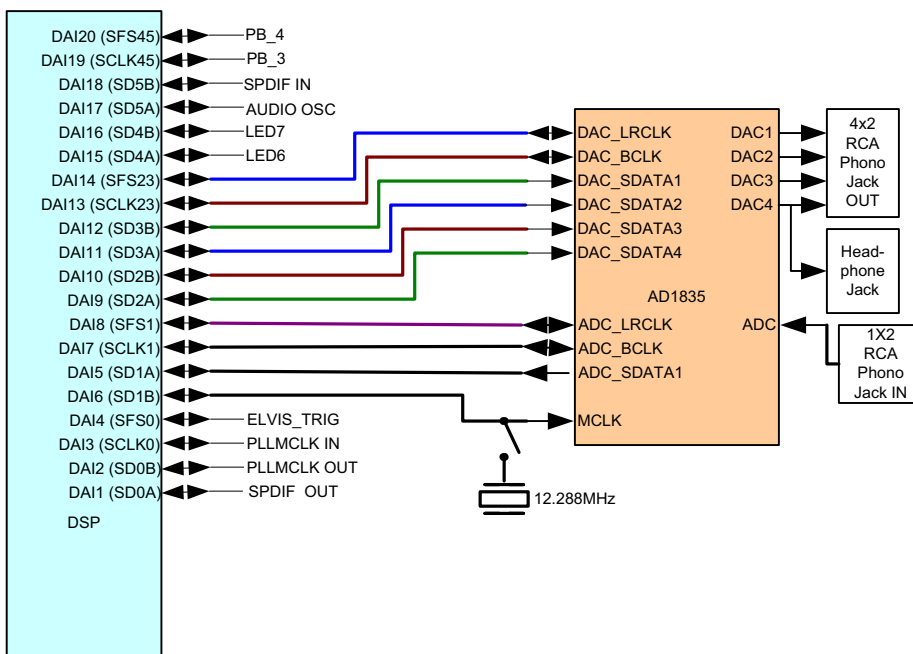 DAI20 (SFS45)
PB_4
DAI19 (SCLK45)
PB_3
DAI18 (SD5B)
SPDIF IN
DAI17 (SD5A)
AUDIO OSC
DAI16 (SD4B)
LED7
DAI15 (SD4A)
LED6
DAI14 (SFS23)
DAI13 (SCLK23)
DAI12 (SD3B)
DAI11 (SD3A)
DAI10 (SD2B)
DAI9 (SD2A)
DAI8 (SFS1)
DAI7 (SCLK1)
DAI5 (SD1A)
DAI6 (SD1B)
DAI4 (SFS0)
ELVIS_TRIG
DAI3 (SCLK0)
PLLMCLK IN
DAI2 (SD0B)
PLLMCLK OUT
DAI1 (SD0A)
SPDIF OUT
DSP
DAC_LRCLK
DAC_BCLK
DAC_SDATA1
DAC_SDATA2
DAC_SDATA3
DAC_SDATA4
AD1835
ADC_LRCLK
ADC_BCLK
ADC_SDATA1
MCLK
12.288MHz
DAC1
DAC2
DAC3
DAC4
ADC
4x2
RCA
Phono
Jack
OUT
Head-
phone
Jack
1X2
RCA
Phono
Jack IN